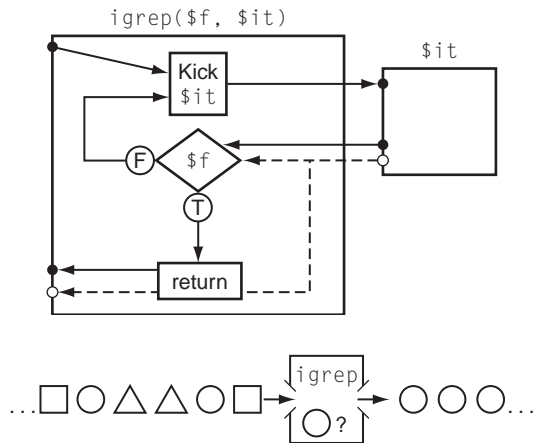 igrep($f, $it)
$it
Kick
$it
F
$f
T
return
...
igrep
?
...